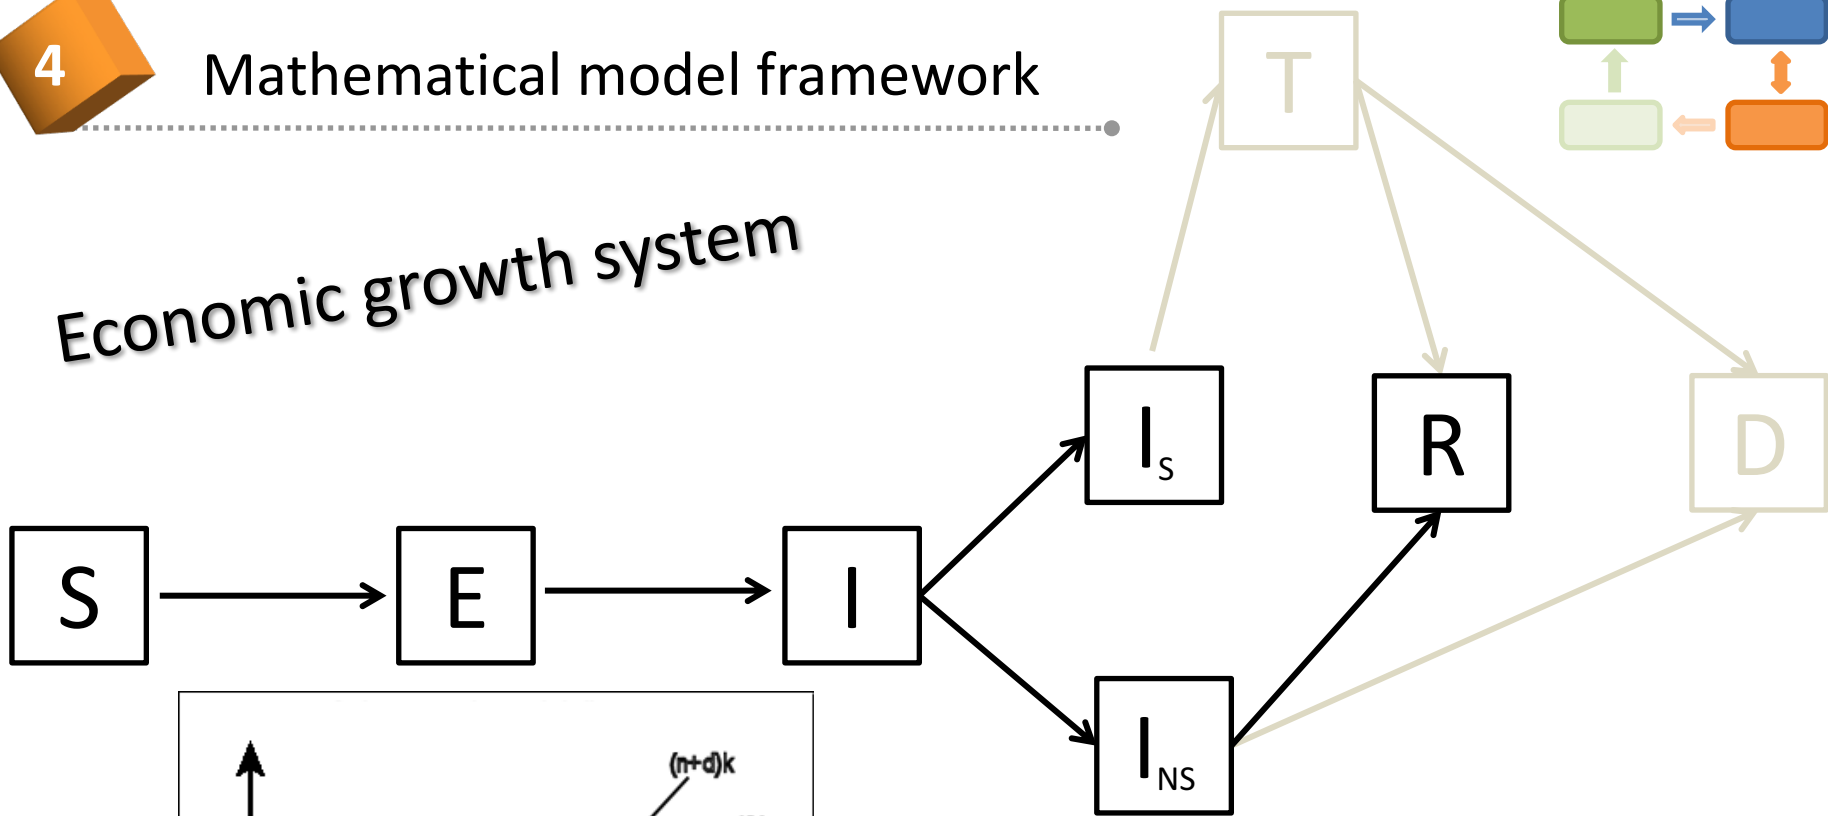 4
Mathematical model framework
T
Economic growth system
I S
R
D
S
E
I
I NS
(n+d)k